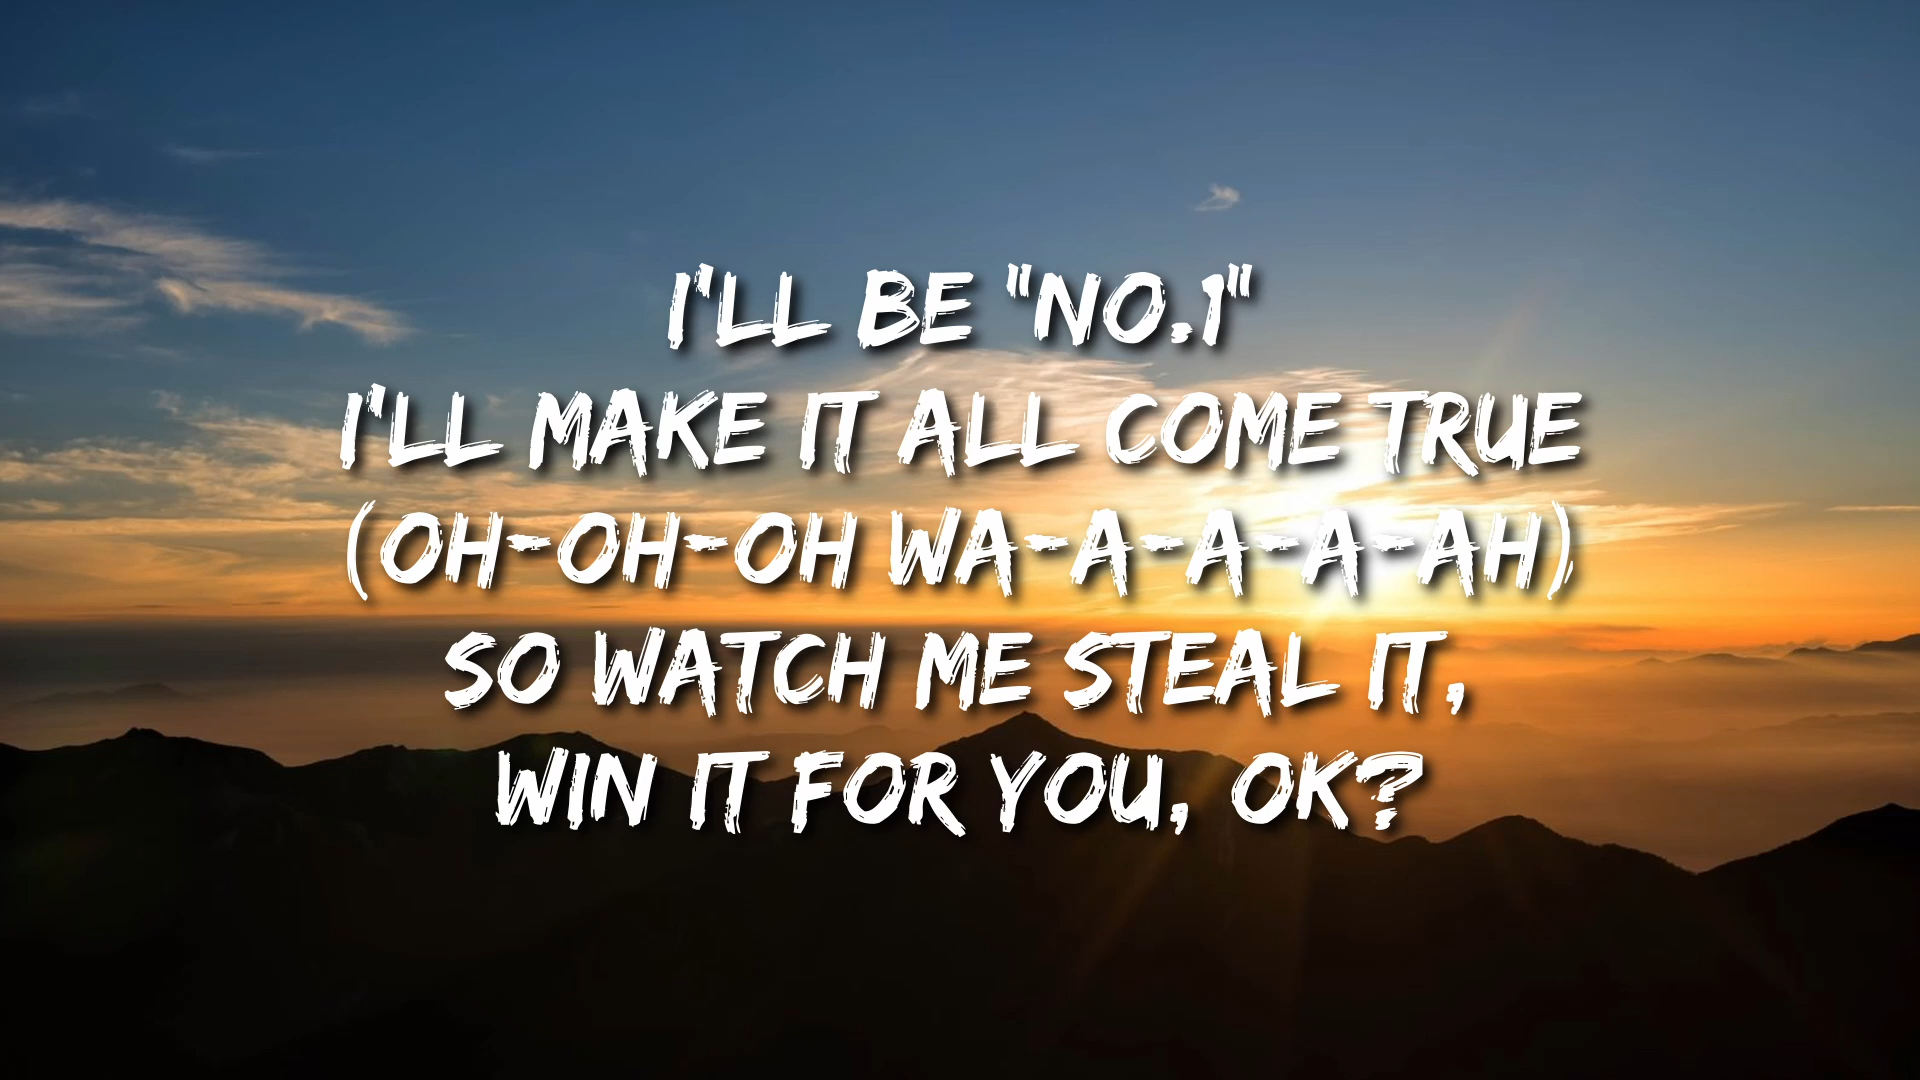 I'LL BE "NO.1"
I'LL MAKE IT ALL COME TRUE
(OH-OH-OH WA-A-A-A-AH)
SO WATCH ME STEAL IT,
WIN IT FOR YOU, OK?